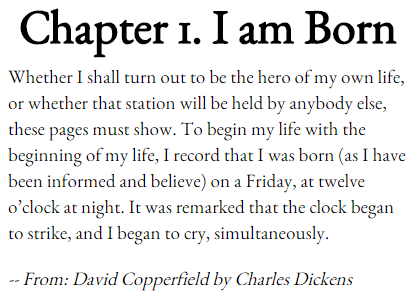 Chapter 1. I am Born
Whether I shall turn out to be the hero of my own life,
or whether that station will be held by anybody else,
these pages must show. To begin my life with the
beginning of my life, I record that I was born (as I have
been informed and believe) on a Friday, at twelve
o’clock at night. It was remarked that the clock began
to strike, and I began to cry, simultaneously.
-- From: David Copperfield by Charles Dickens